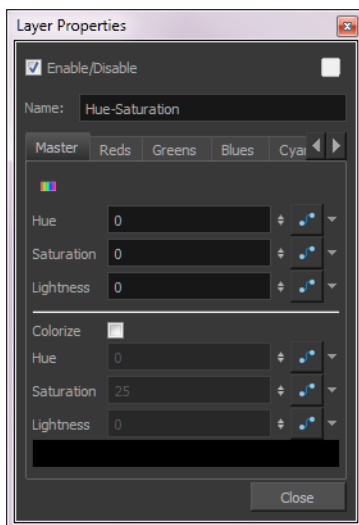 Layer Properties
Enable/Disable
Name: Hue-Saturation
Master Reds Greens Blues
Hue 0
Saturation 0
Lightness 0
Colorize
Hue 0
Saturation 25
Lightness 0
Close